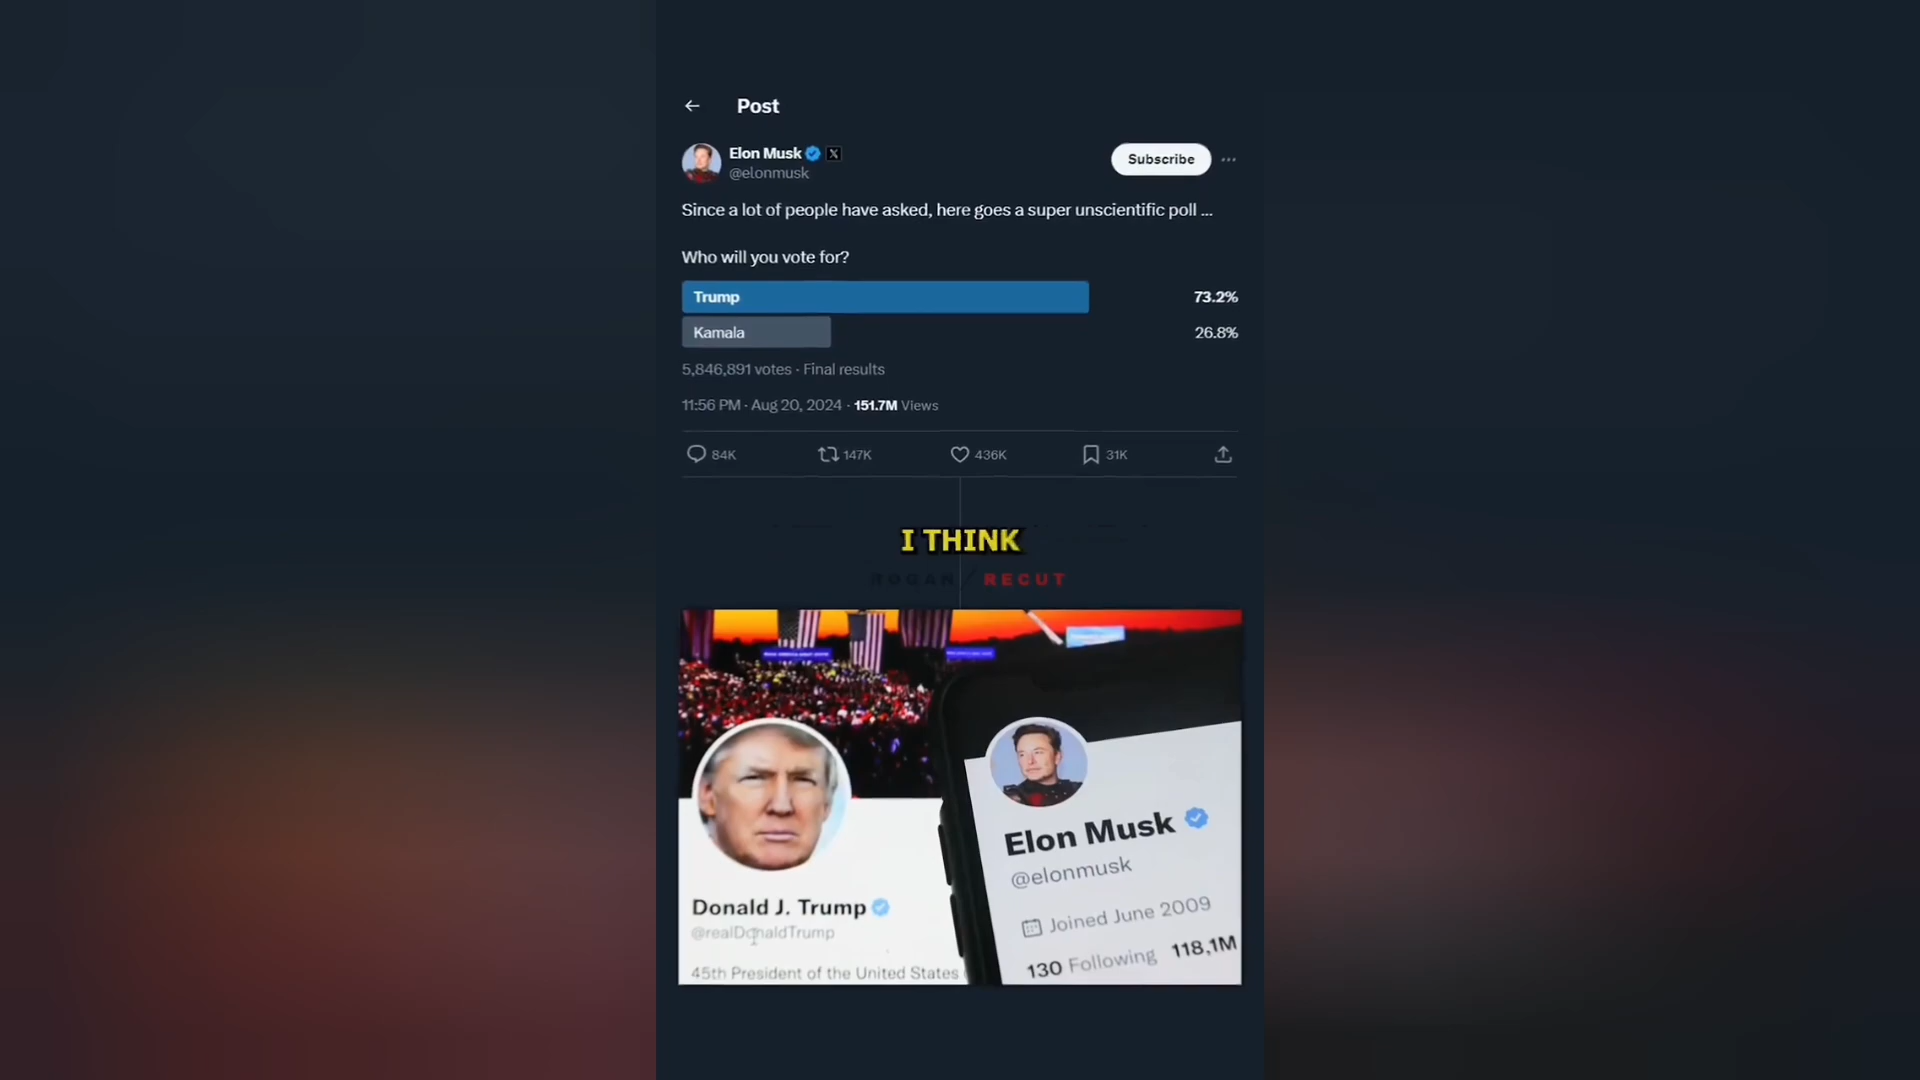 Post
Elon Musk
@elonmusk
Subscribe
Since a lot of people have asked, here goes a super unscientific poll ...
Who will you vote for?
Trump 73.2%
Kamala 26.8%
5,846,891 votes · Final results
11:56 PM · Aug 20, 2024 · 151.7M Views
84K 147K 436K 31K
I THINK
ROGAN / RECUT
Donald J. Trump
@realDonaldTrump
45th President of the United States
Elon Musk
@elonmusk
Joined June 2009
130 Following 118,1M